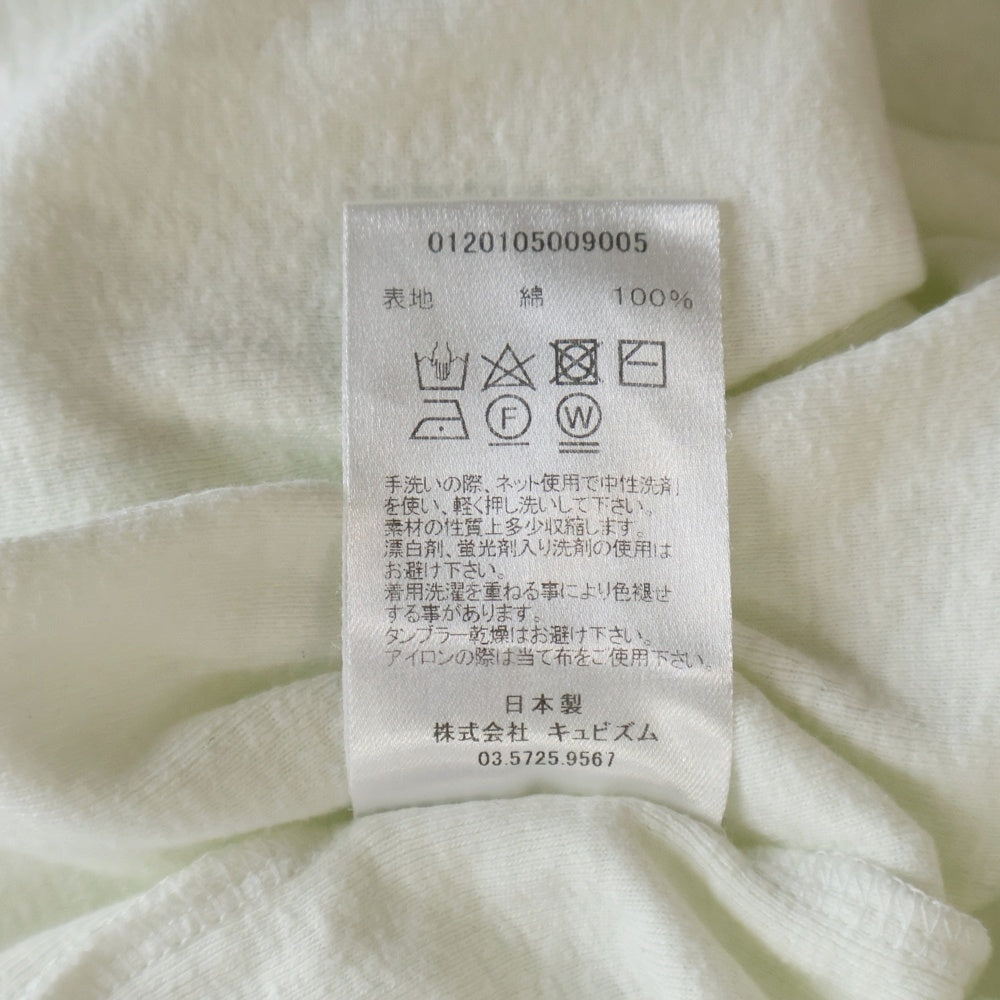 0120105009005
表地 綿 100%
F W
手洗いの際、ネット使用で中性洗剤
を使い、軽く押し洗いして下さい。
素材の性質上多少収縮します。
漂白剤、蛍光剤入り洗剤の使用は
お避け下さい。
着用洗濯を重ねる事により色褪せ
する事があります。
タンブラー乾燥はお避け下さい。
アイロンの際は当て布をご使用下さい。
日本製
株式会社 キュビズム
03.5725.9567